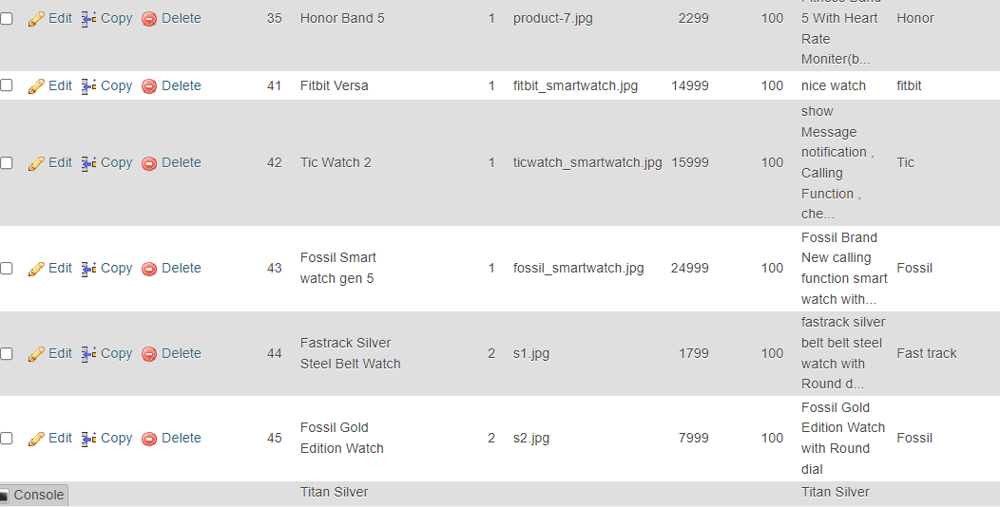 Fitness Band
Edit Copy Delete 35 Honor Band 5 1 product-7.jpg 2299 100 5 With Heart Honor
Rate
Moniter(b...
Edit Copy Delete 41 Fitbit Versa 1 fitbit_smartwatch.jpg 14999 100 nice watch fitbit
show
Message
notification ,
Edit Copy Delete 42 Tic Watch 2 1 ticwatch_smartwatch.jpg 15999 100 Calling Tic
Function ,
che...
Fossil Brand
Fossil Smart New calling
Edit Copy Delete 43 watch gen 5 1 fossil_smartwatch.jpg 24999 100 function smart Fossil
watch with...
fastrack silver
Fastrack Silver belt belt steel
Edit Copy Delete 44 Steel Belt Watch 2 s1.jpg 1799 100 watch with Fast track
Round d...
Fossil Gold
Fossil Gold Edition Watch
Edit Copy Delete 45 Edition Watch 2 s2.jpg 7999 100 with Round Fossil
dial
Titan Silver Titan Silver
Console